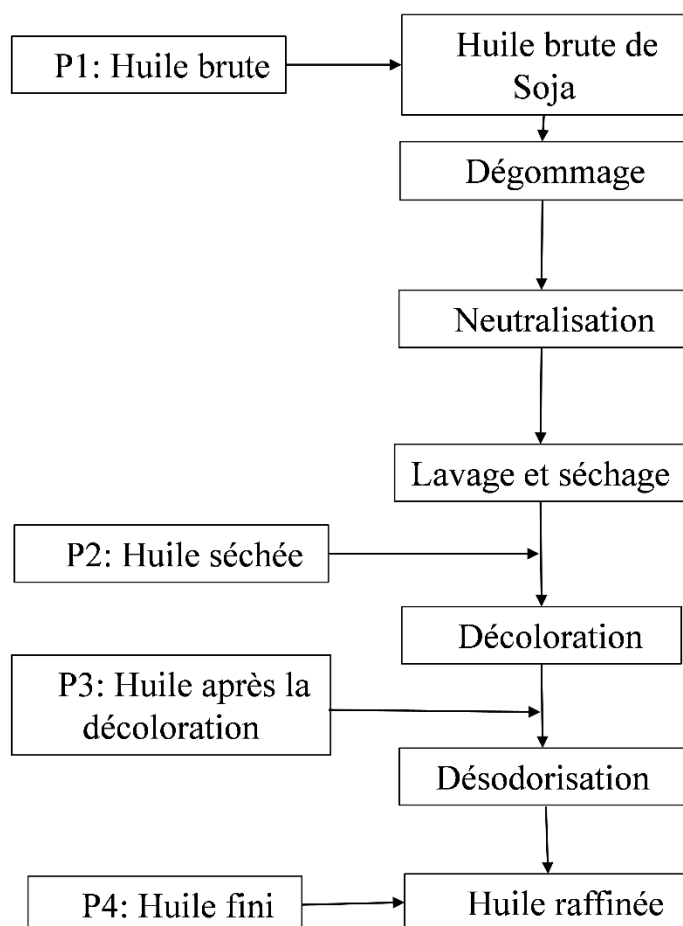 P1: Huile brute
Huile brute de
Soja
Dégommage
Neutralisation
Lavage et séchage
P2: Huile séchée
Décoloration
P3: Huile après la
décoloration
Désodorisation
P4: Huile fini
Huile raffinée